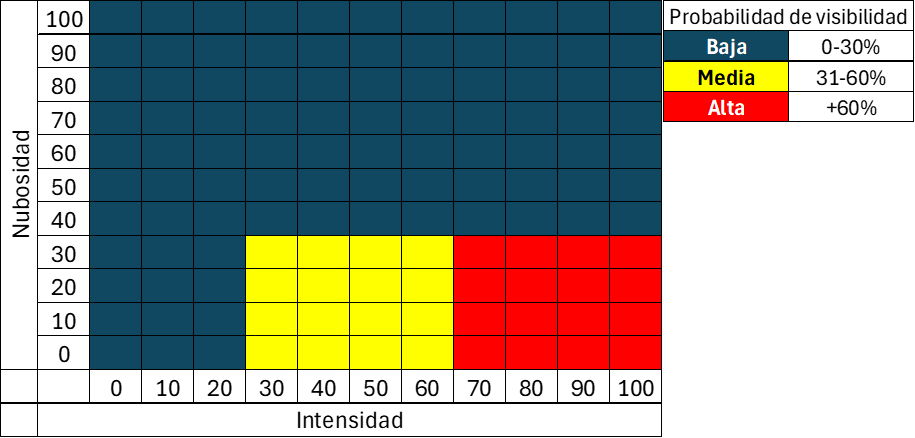 Probabilidad de visibilidad
Baja 0-30%
Media 31-60%
Alta +60%
Nubosidad
100
90
80
70
60
50
40
30
20
10
0
0 10 20 30 40 50 60 70 80 90 100
Intensidad